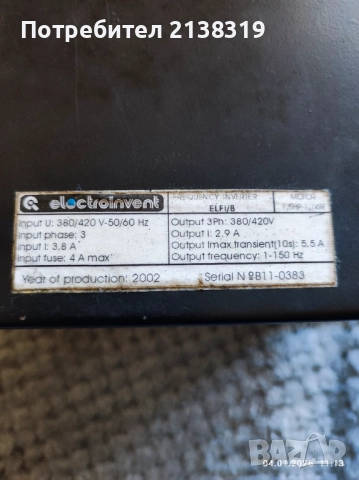 Потребител 2138319
electroinvent
FREQUENCY INVERTER
ELFI/B
MOTOR
Input U: 380/420 V-50/60 Hz
Input phase: 3
Input I: 3.8 A
Input fuse: 4 A max
Output 3Ph: 380/420V
Output I: 2,9 A
Output Imax.transient(10s): 5,5 A
Output frequency: 1-150 Hz
Year of production: 2002
Serial N 9B11-0383
BAZAR
bg